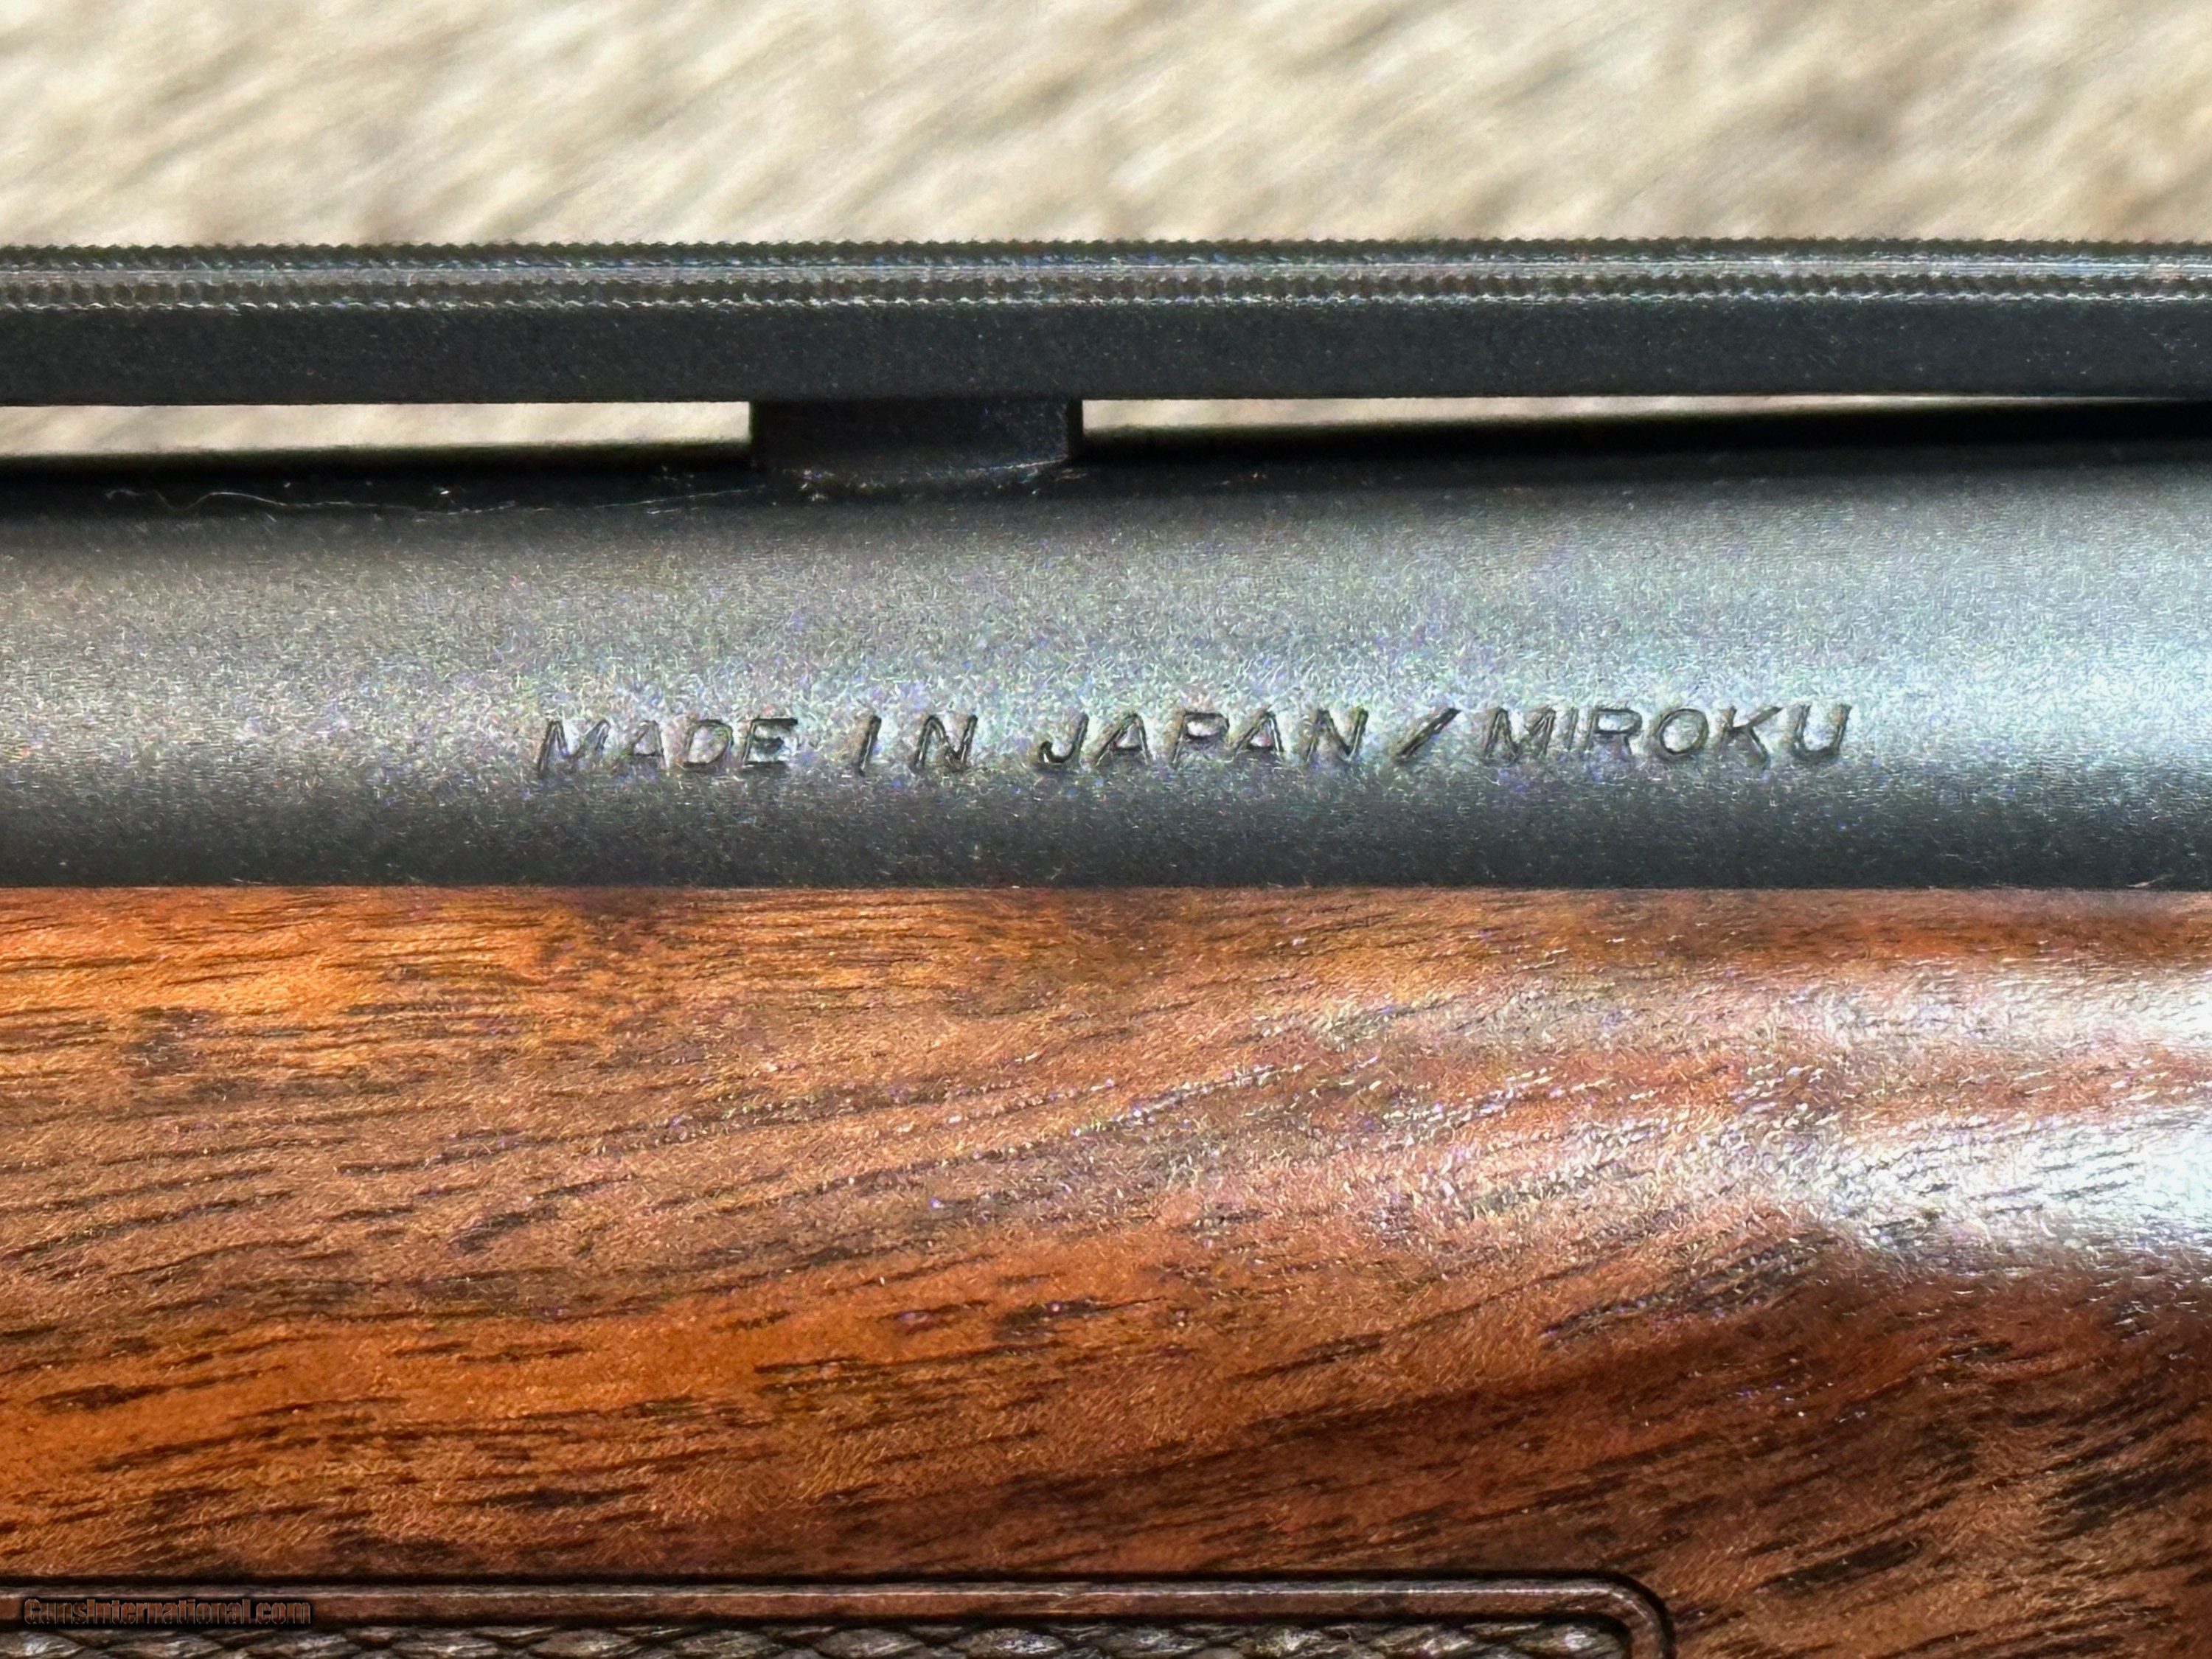 MADE IN JAPAN / MIROKU
GunsInternational.com